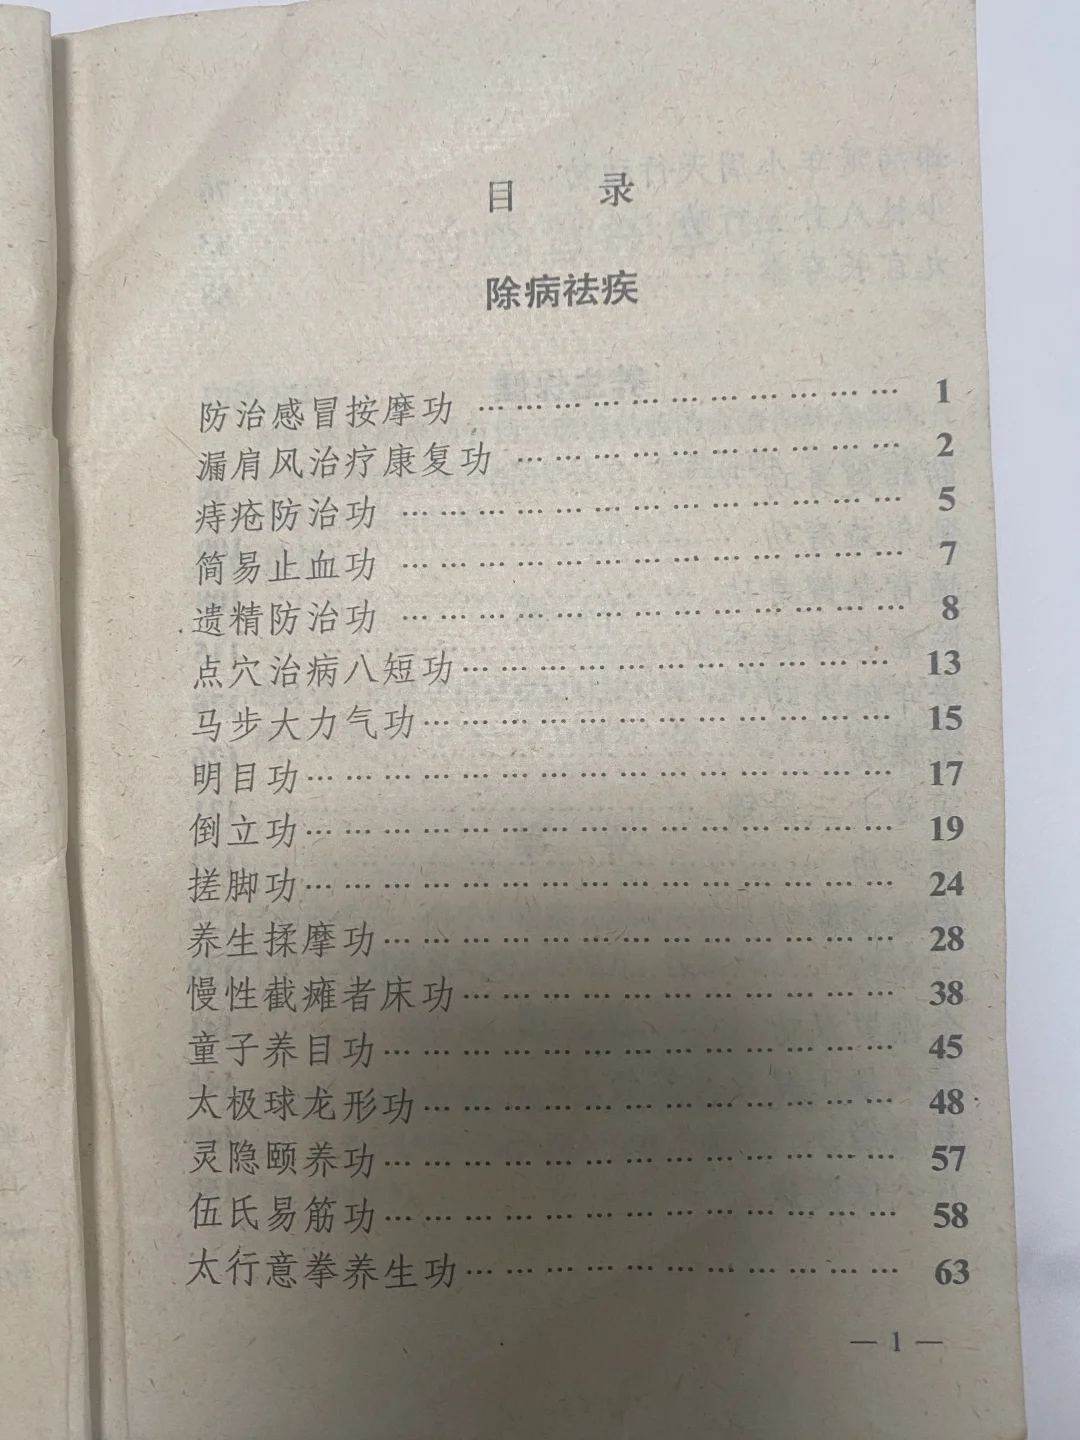 目 录
除病祛疾
防治感冒按摩功 ………………………………… 1
漏肩风治疗康复功 ……………………………… 2
痔疮防治功 ……………………………………… 5
简易止血功 ……………………………………… 7
遗精防治功 ……………………………………… 8
点穴治病八短功………………………………… 13
马步大力气功…………………………………… 15
明目功…………………………………………… 17
倒立功…………………………………………… 19
搓脚功…………………………………………… 24
养生揉摩功……………………………………… 28
慢性截瘫者床功………………………………… 38
童子养目功……………………………………… 45
太极球龙形功…………………………………… 48
灵隐颐养功……………………………………… 57
伍氏易筋功……………………………………… 58
太行意拳养生功………………………………… 63
— 1 —